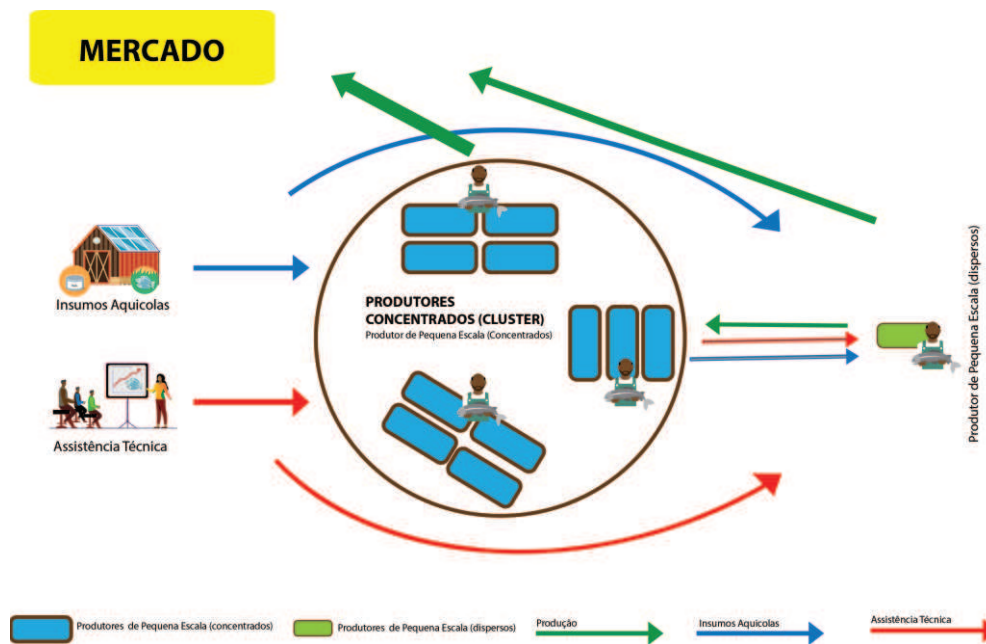 MERCADO
Insumos Aquicolas
Assistência Técnica
PRODUTORES
CONCENTRADOS (CLUSTER)
Produtor de Pequena Escala (Concentrados)
Produtor de Pequena Escala (dispersos)
Produtores de Pequena Escala (concentrados)
Produtores de Pequena Escala (dispersos)
Produção
Insumos Aquicolas
Assistência Técnica